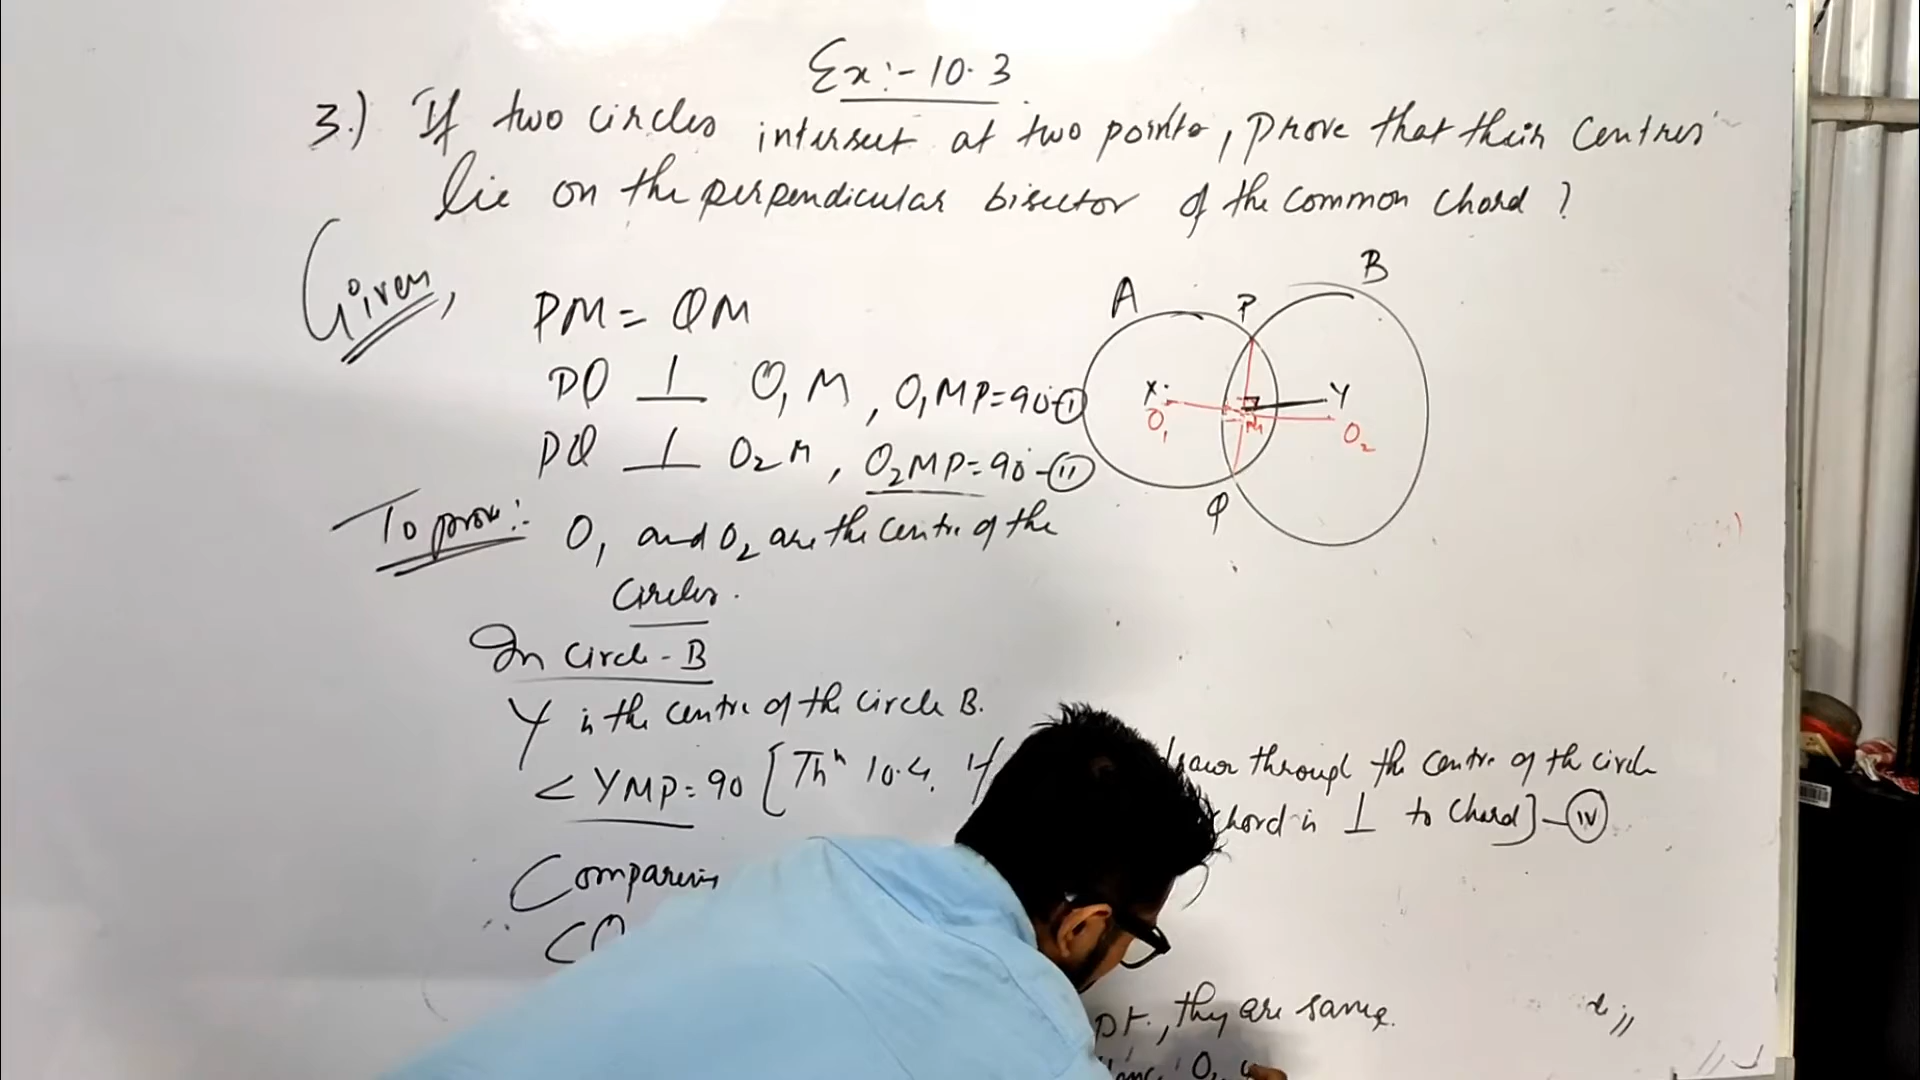 Ex:- 10.3
3.) If two circles intersect at two points, prove that their centres
lie on the perpendicular bisector of the common chord ?
Given,
PM = QM
PQ ⊥ O₁M, O₁MP=90°-(I)
PQ ⊥ O₂M, O₂MP=90°-(II)
A
P
B
X
Y
O₁
M
O₂
Q
To prove:- O₁ and O₂ are the centre of the
circles.
In circle - B
Y is the centre of the circle B.
< YMP = 90 [Thm 10.4, If drawn through the centre of the circle
chord is ⊥ to chord] - (IV)
Comparing
pt., they are same.
O₂